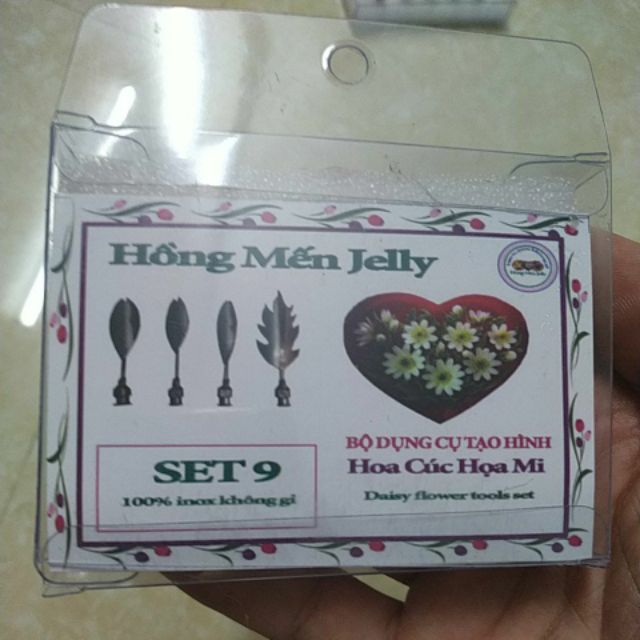 Hồng Mến Jelly
SET 9
100% inox không gỉ
BỘ DỤNG CỤ TẠO HÌNH
Hoa Cúc Họa Mi
Daisy flower tools set